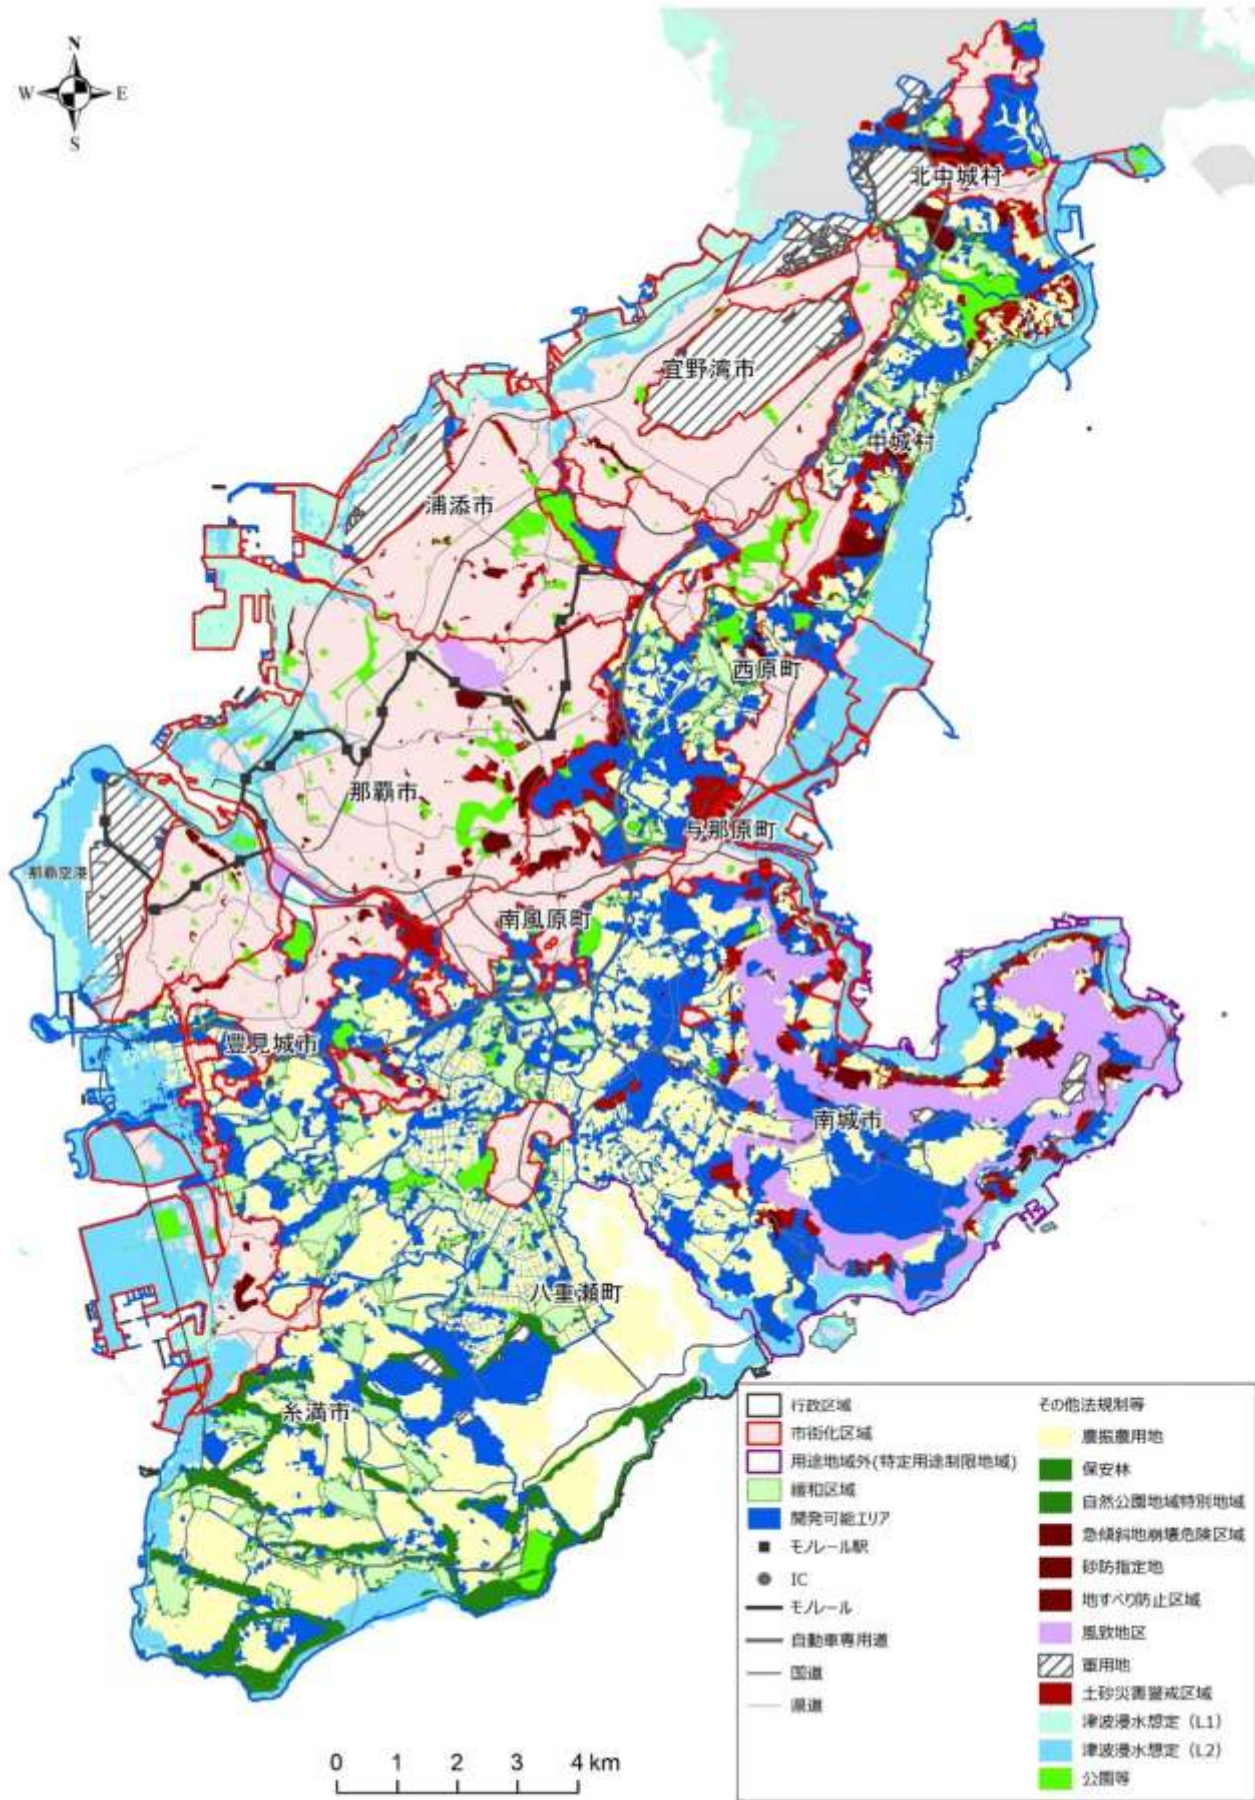 N
W E
S
北中城村
宜野湾市
中城村
浦添市
西原町
那覇市
与那原町
那覇空港
南風原町
豊見城市
南城市
八重瀬町
糸満市
行政区域
市街化区域
用途地域外(特定用途制限地域)
緩和区域
開発可能エリア
モノレール駅
IC
モノレール
自動車専用道
国道
県道
その他法規制等
農振農用地
保安林
自然公園地域特別地域
急傾斜地崩壊危険区域
砂防指定地
地すべり防止区域
風致地区
軍用地
土砂災害警戒区域
津波浸水想定（L1）
津波浸水想定（L2）
公園等
0 1 2 3 4 km